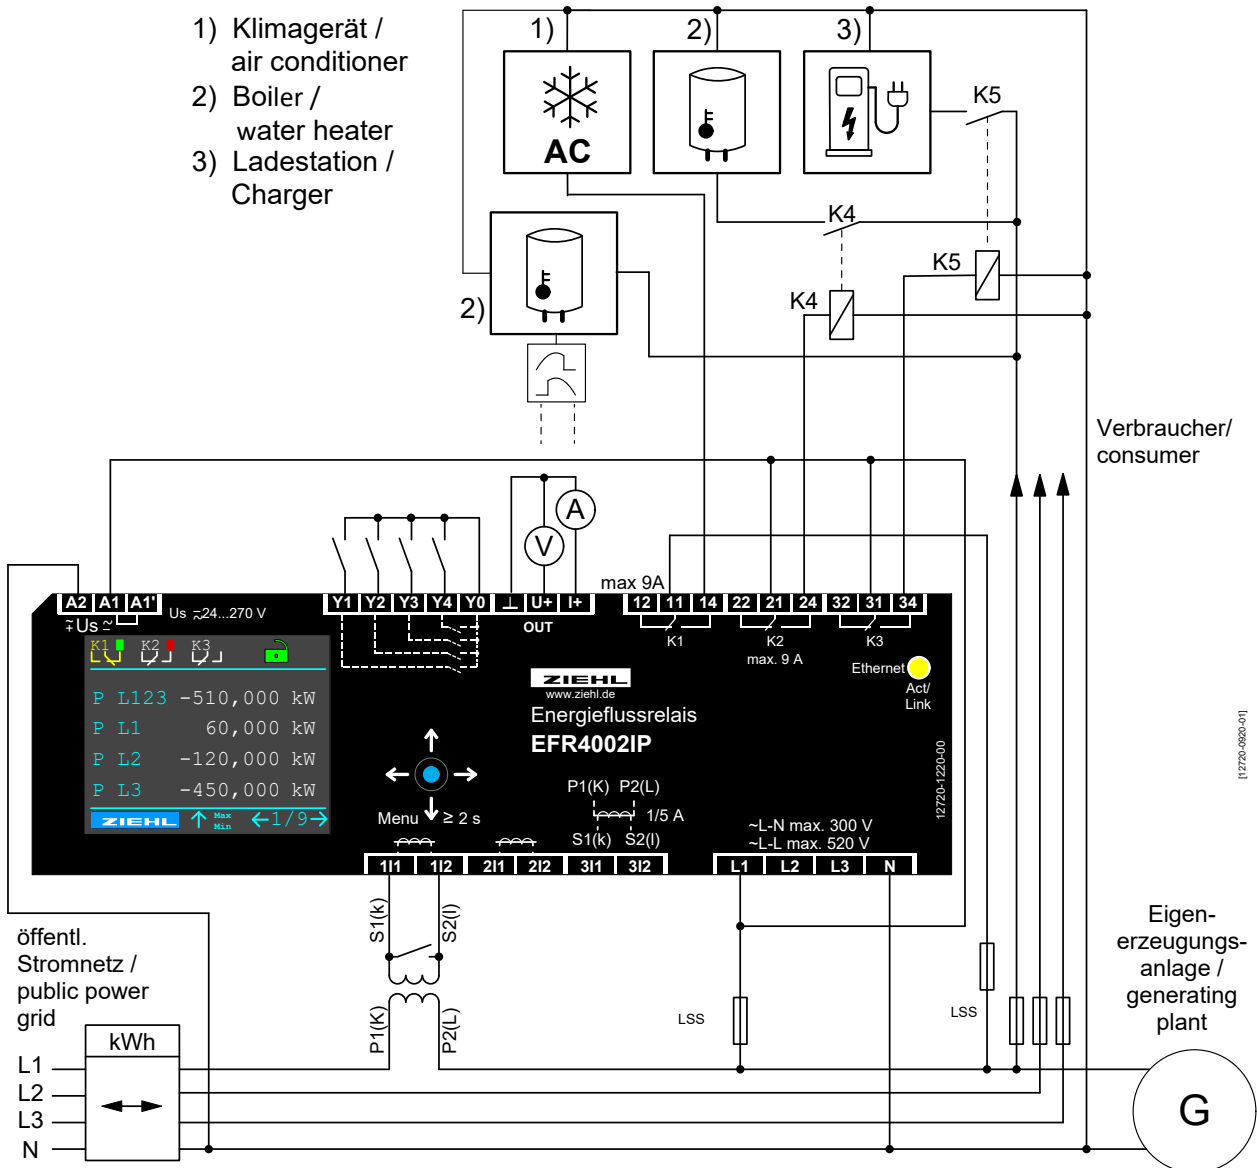 1) Klimagerät /
air conditioner
2) Boiler /
water heater
3) Ladestation /
Charger
1)
2)
3)
AC
K5
K4
K5
K4
2)
Verbraucher/
consumer
A
V
max 9A
A2 A1 A1'
Us ⩦24...270 V
∓Us ≂
Y1 Y2 Y3 Y4 Y0 ⊥ U+ I+
OUT
12 11 14 22 21 24 32 31 34
K1
K2
K3
max. 9 A
K1 K2 K3
P L123 -510,000 kW
P L1 60,000 kW
P L2 -120,000 kW
P L3 -450,000 kW
ZIEHL ↑ Max
Min ←1/9→
ZIEHL
www.ziehl.de
Energieflussrelais
EFR4002IP
Ethernet
Act/
Link
12720-1220-00
[12720-0920-01]
Menu ≥ 2 s
P1(K) P2(L)
1/5 A
S1(k) S2(l)
~L-N max. 300 V
~L-L max. 520 V
1I1 1I2 2I1 2I2 3I1 3I2 L1 L2 L3 N
S1(k)
S2(l)
P1(K)
P2(L)
öffentl.
Stromnetz /
public power
grid
kWh
L1
L2
L3
N
LSS
LSS
Eigen-
erzeugungs-
anlage /
generating
plant
G